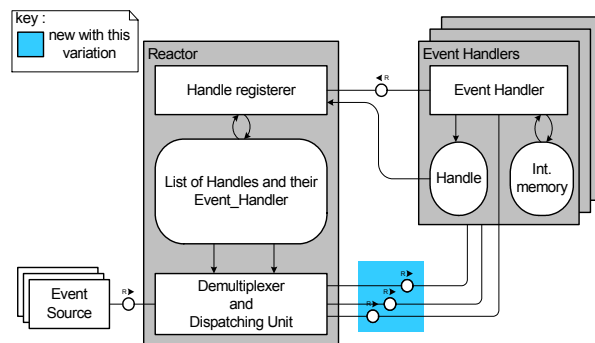 key :
new with this
variation
Reactor
Event Handlers
Handle registerer
R
Event Handler
List of Handles and their
Event_Handler
Handle
Int.
memory
Event
Source
R
Demultiplexer
and
Dispatching Unit
R
R
R